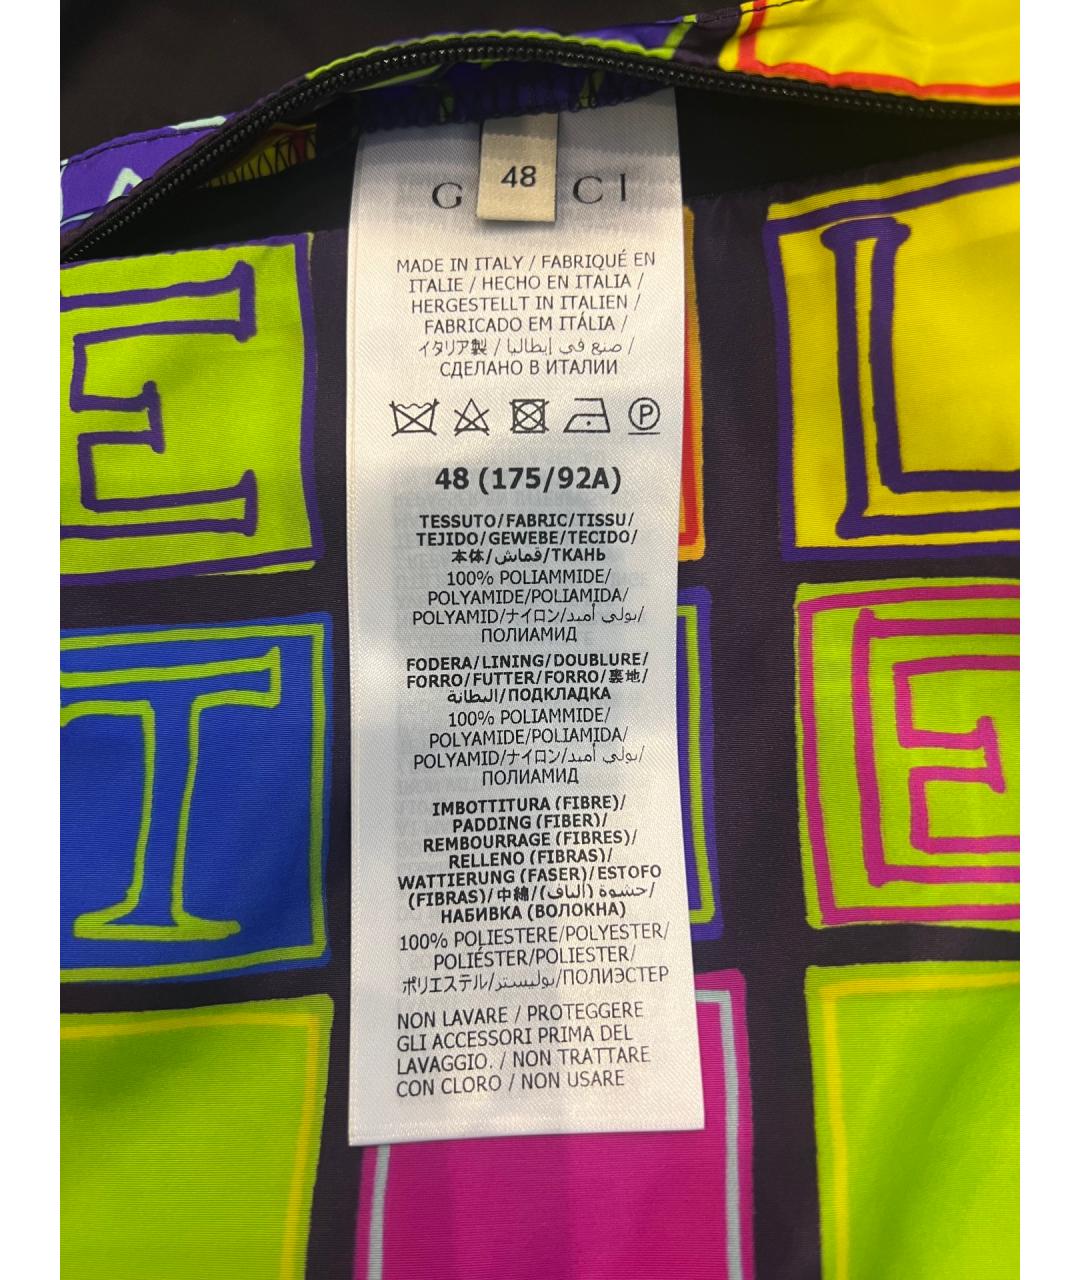 48
G CI
MADE IN ITALY / FABRIQUÉ EN
ITALIE / HECHO EN ITALIA /
HERGESTELLT IN ITALIEN /
FABRICADO EM ITÁLIA /
イタリア製 / صنع في إيطاليا /
СДЕЛАНО В ИТАЛИИ
P
48 (175/92A)
TESSUTO/FABRIC/TISSU/
TEJIDO/GEWEBE/TECIDO/
本体/قماش/ТКАНЬ
100% POLIAMMIDE/
POLYAMIDE/POLIAMIDA/
POLYAMID/ナイロン/بولي أميد/
ПОЛИАМИД
FODERA/LINING/DOUBLURE/
FORRO/FUTTER/FORRO/裏地/
البطانة/ПОДКЛАДКА
100% POLIAMMIDE/
POLYAMIDE/POLIAMIDA/
POLYAMID/ナイロン/بولي أميد/
ПОЛИАМИД
IMBOTTITURA (FIBRE)/
PADDING (FIBER)/
REMBOURRAGE (FIBRES)/
RELLENO (FIBRAS)/
WATTIERUNG (FASER)/ESTOFO
(FIBRAS)/中綿/حشوة (ألياف)/
НАБИВКА (ВОЛОКНА)
100% POLIESTERE/POLYESTER/
POLIÉSTER/POLIESTER/
ポリエステル/بوليستر/ПОЛИЭСТЕР
NON LAVARE / PROTEGGERE
GLI ACCESSORI PRIMA DEL
LAVAGGIO. / NON TRATTARE
CON CLORO / NON USARE
E
L
T
E